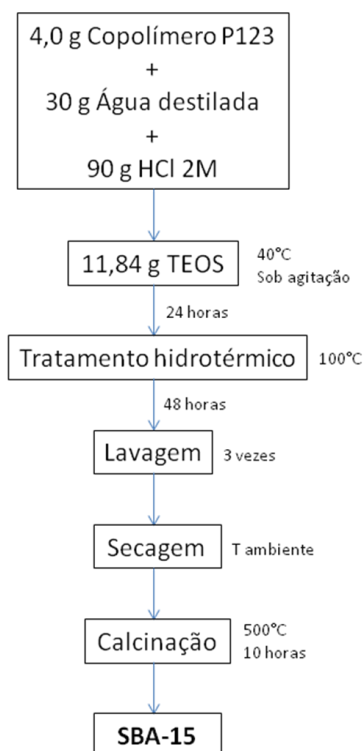 4,0 g Copolímero P123
+
30 g Água destilada
+
90 g HCl 2M
11,84 g TEOS
40°C
Sob agitação
24 horas
Tratamento hidrotérmico
100°C
48 horas
Lavagem
3 vezes
Secagem
T ambiente
Calcinação
500°C
10 horas
SBA-15